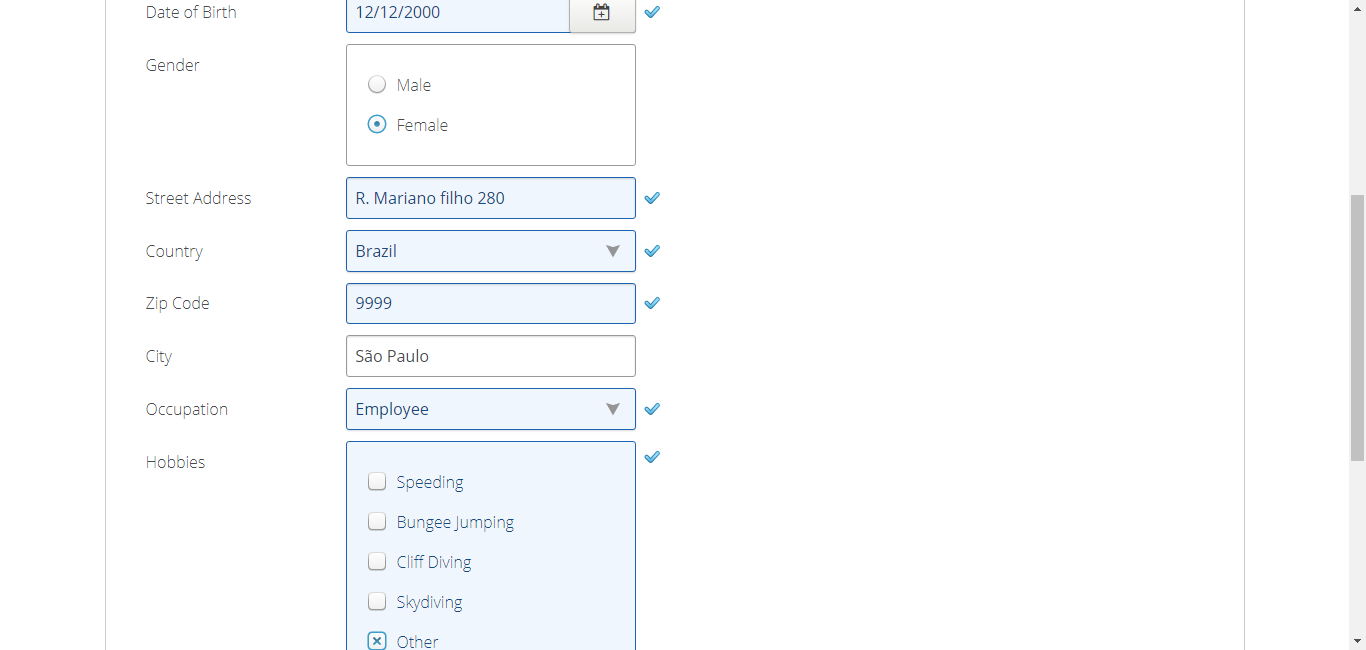 Date of Birth 12/12/2000
Gender
Male
Female
Street Address R. Mariano filho 280
Country Brazil
Zip Code 9999
City São Paulo
Occupation Employee
Hobbies
Speeding
Bungee Jumping
Cliff Diving
Skydiving
Other